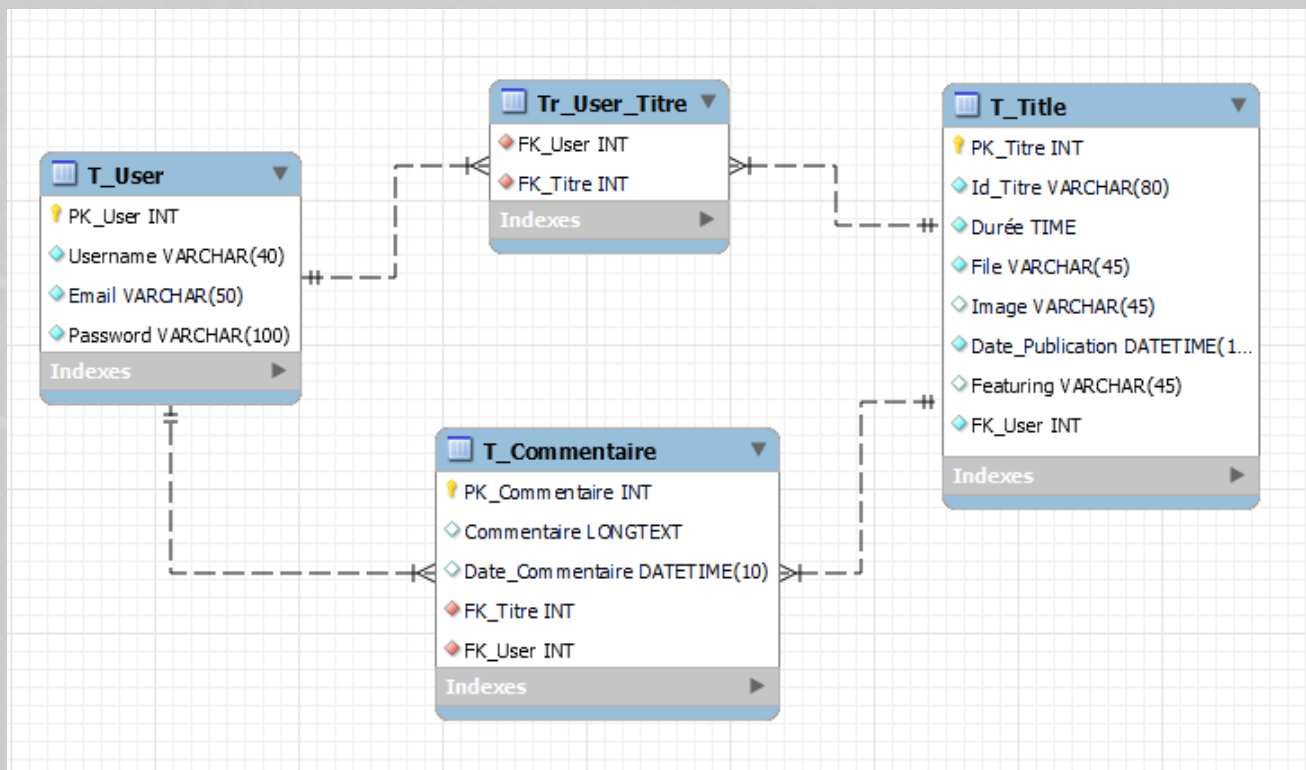 T_User
PK_User INT
Username VARCHAR(40)
Email VARCHAR(50)
Password VARCHAR(100)
Indexes
Tr_User_Titre
FK_User INT
FK_Titre INT
Indexes
T_Commentaire
PK_Commentaire INT
Commentaire LONGTEXT
Date_Commentaire DATETIME(10)
FK_Titre INT
FK_User INT
Indexes
T_Title
PK_Titre INT
Id_Titre VARCHAR(80)
Durée TIME
File VARCHAR(45)
Image VARCHAR(45)
Date_Publication DATETIME(1...
Featuring VARCHAR(45)
FK_User INT
Indexes